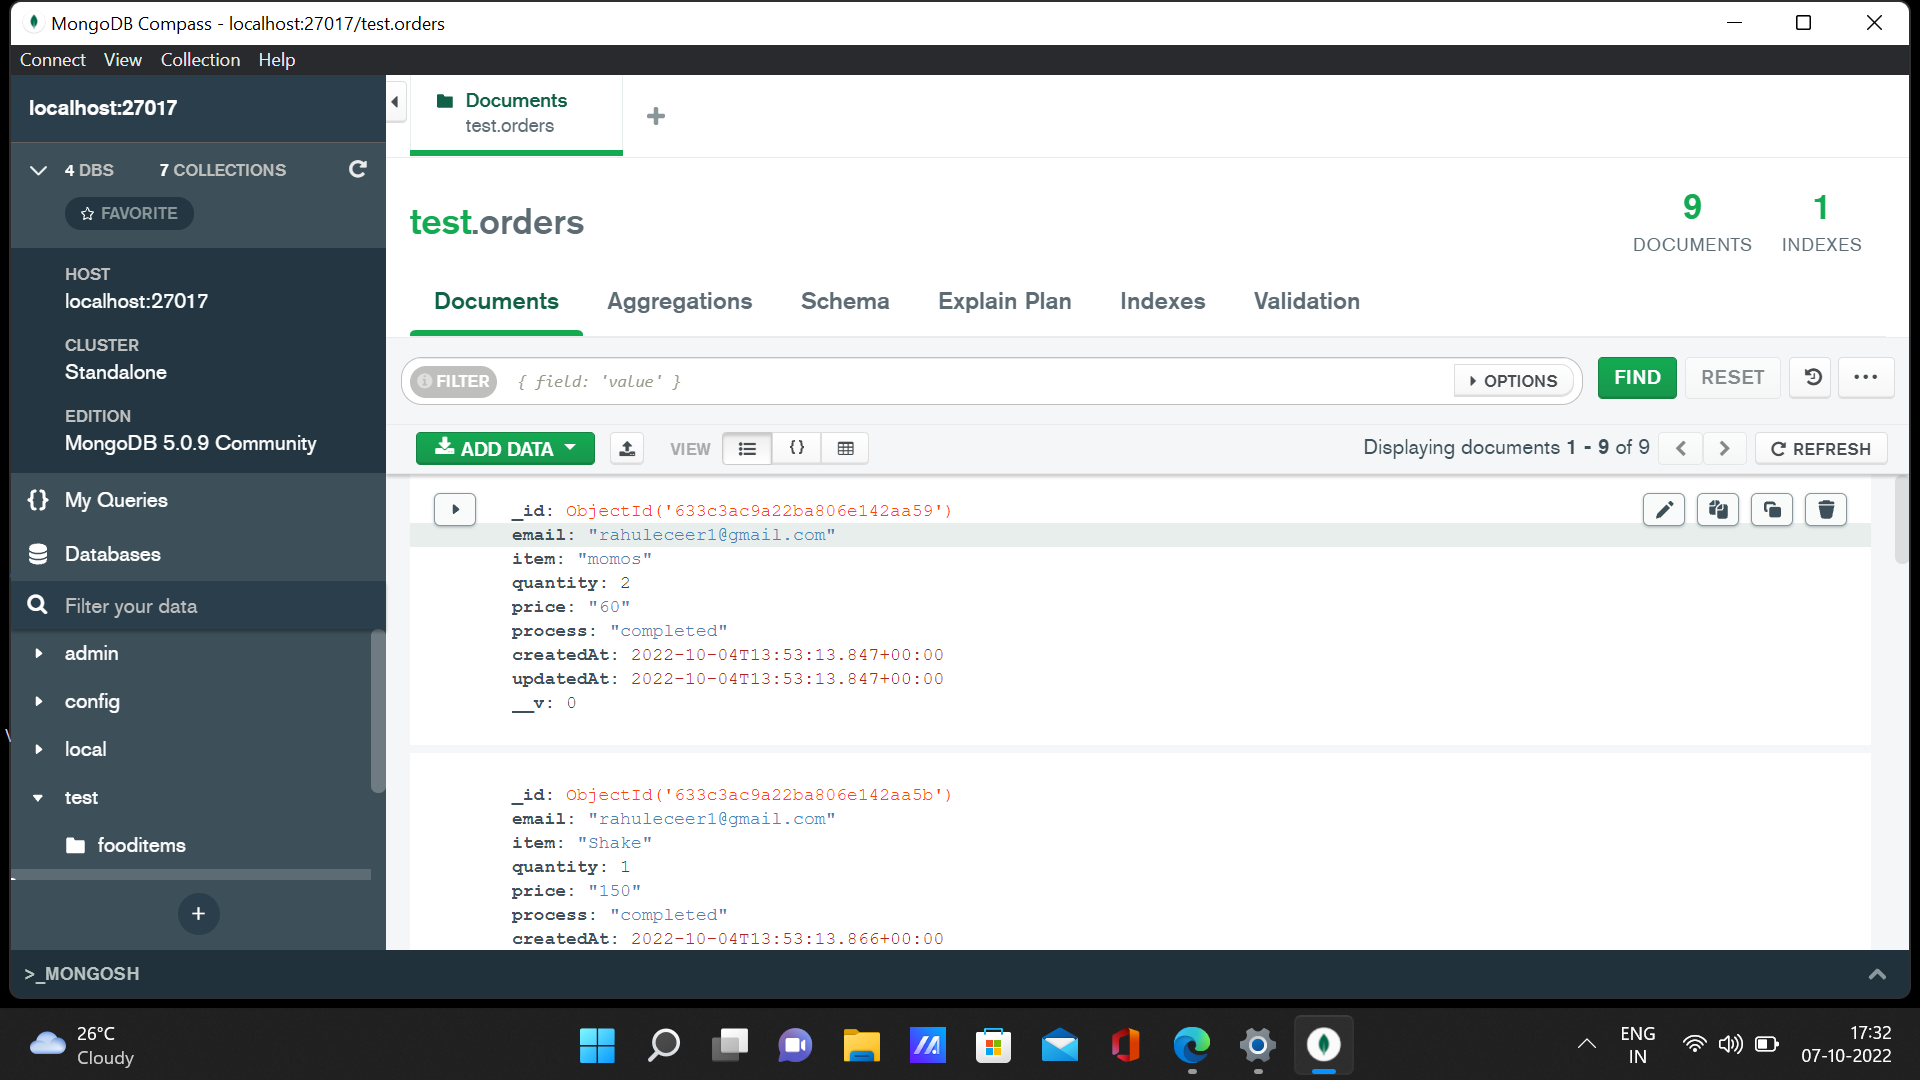 MongoDB Compass - localhost:27017/test.orders
Connect View Collection Help
localhost:27017
4 DBS 7 COLLECTIONS
FAVORITE
HOST
localhost:27017
CLUSTER
Standalone
EDITION
MongoDB 5.0.9 Community
{} My Queries
Databases
Filter your data
admin
config
local
test
fooditems
+
Documents
test.orders
+
test.orders
9
DOCUMENTS
1
INDEXES
Documents Aggregations Schema Explain Plan Indexes Validation
FILTER { field: 'value' } OPTIONS FIND RESET ...
ADD DATA VIEW {} Displaying documents 1 - 9 of 9 < > REFRESH
_id: ObjectId('633c3ac9a22ba806e142aa59')
email: "rahuleceer1@gmail.com"
item: "momos"
quantity: 2
price: "60"
process: "completed"
createdAt: 2022-10-04T13:53:13.847+00:00
updatedAt: 2022-10-04T13:53:13.847+00:00
__v: 0
_id: ObjectId('633c3ac9a22ba806e142aa5b')
email: "rahuleceer1@gmail.com"
item: "Shake"
quantity: 1
price: "150"
process: "completed"
createdAt: 2022-10-04T13:53:13.866+00:00
>_MONGOSH
26°C
Cloudy
ENG
IN
17:32
07-10-2022